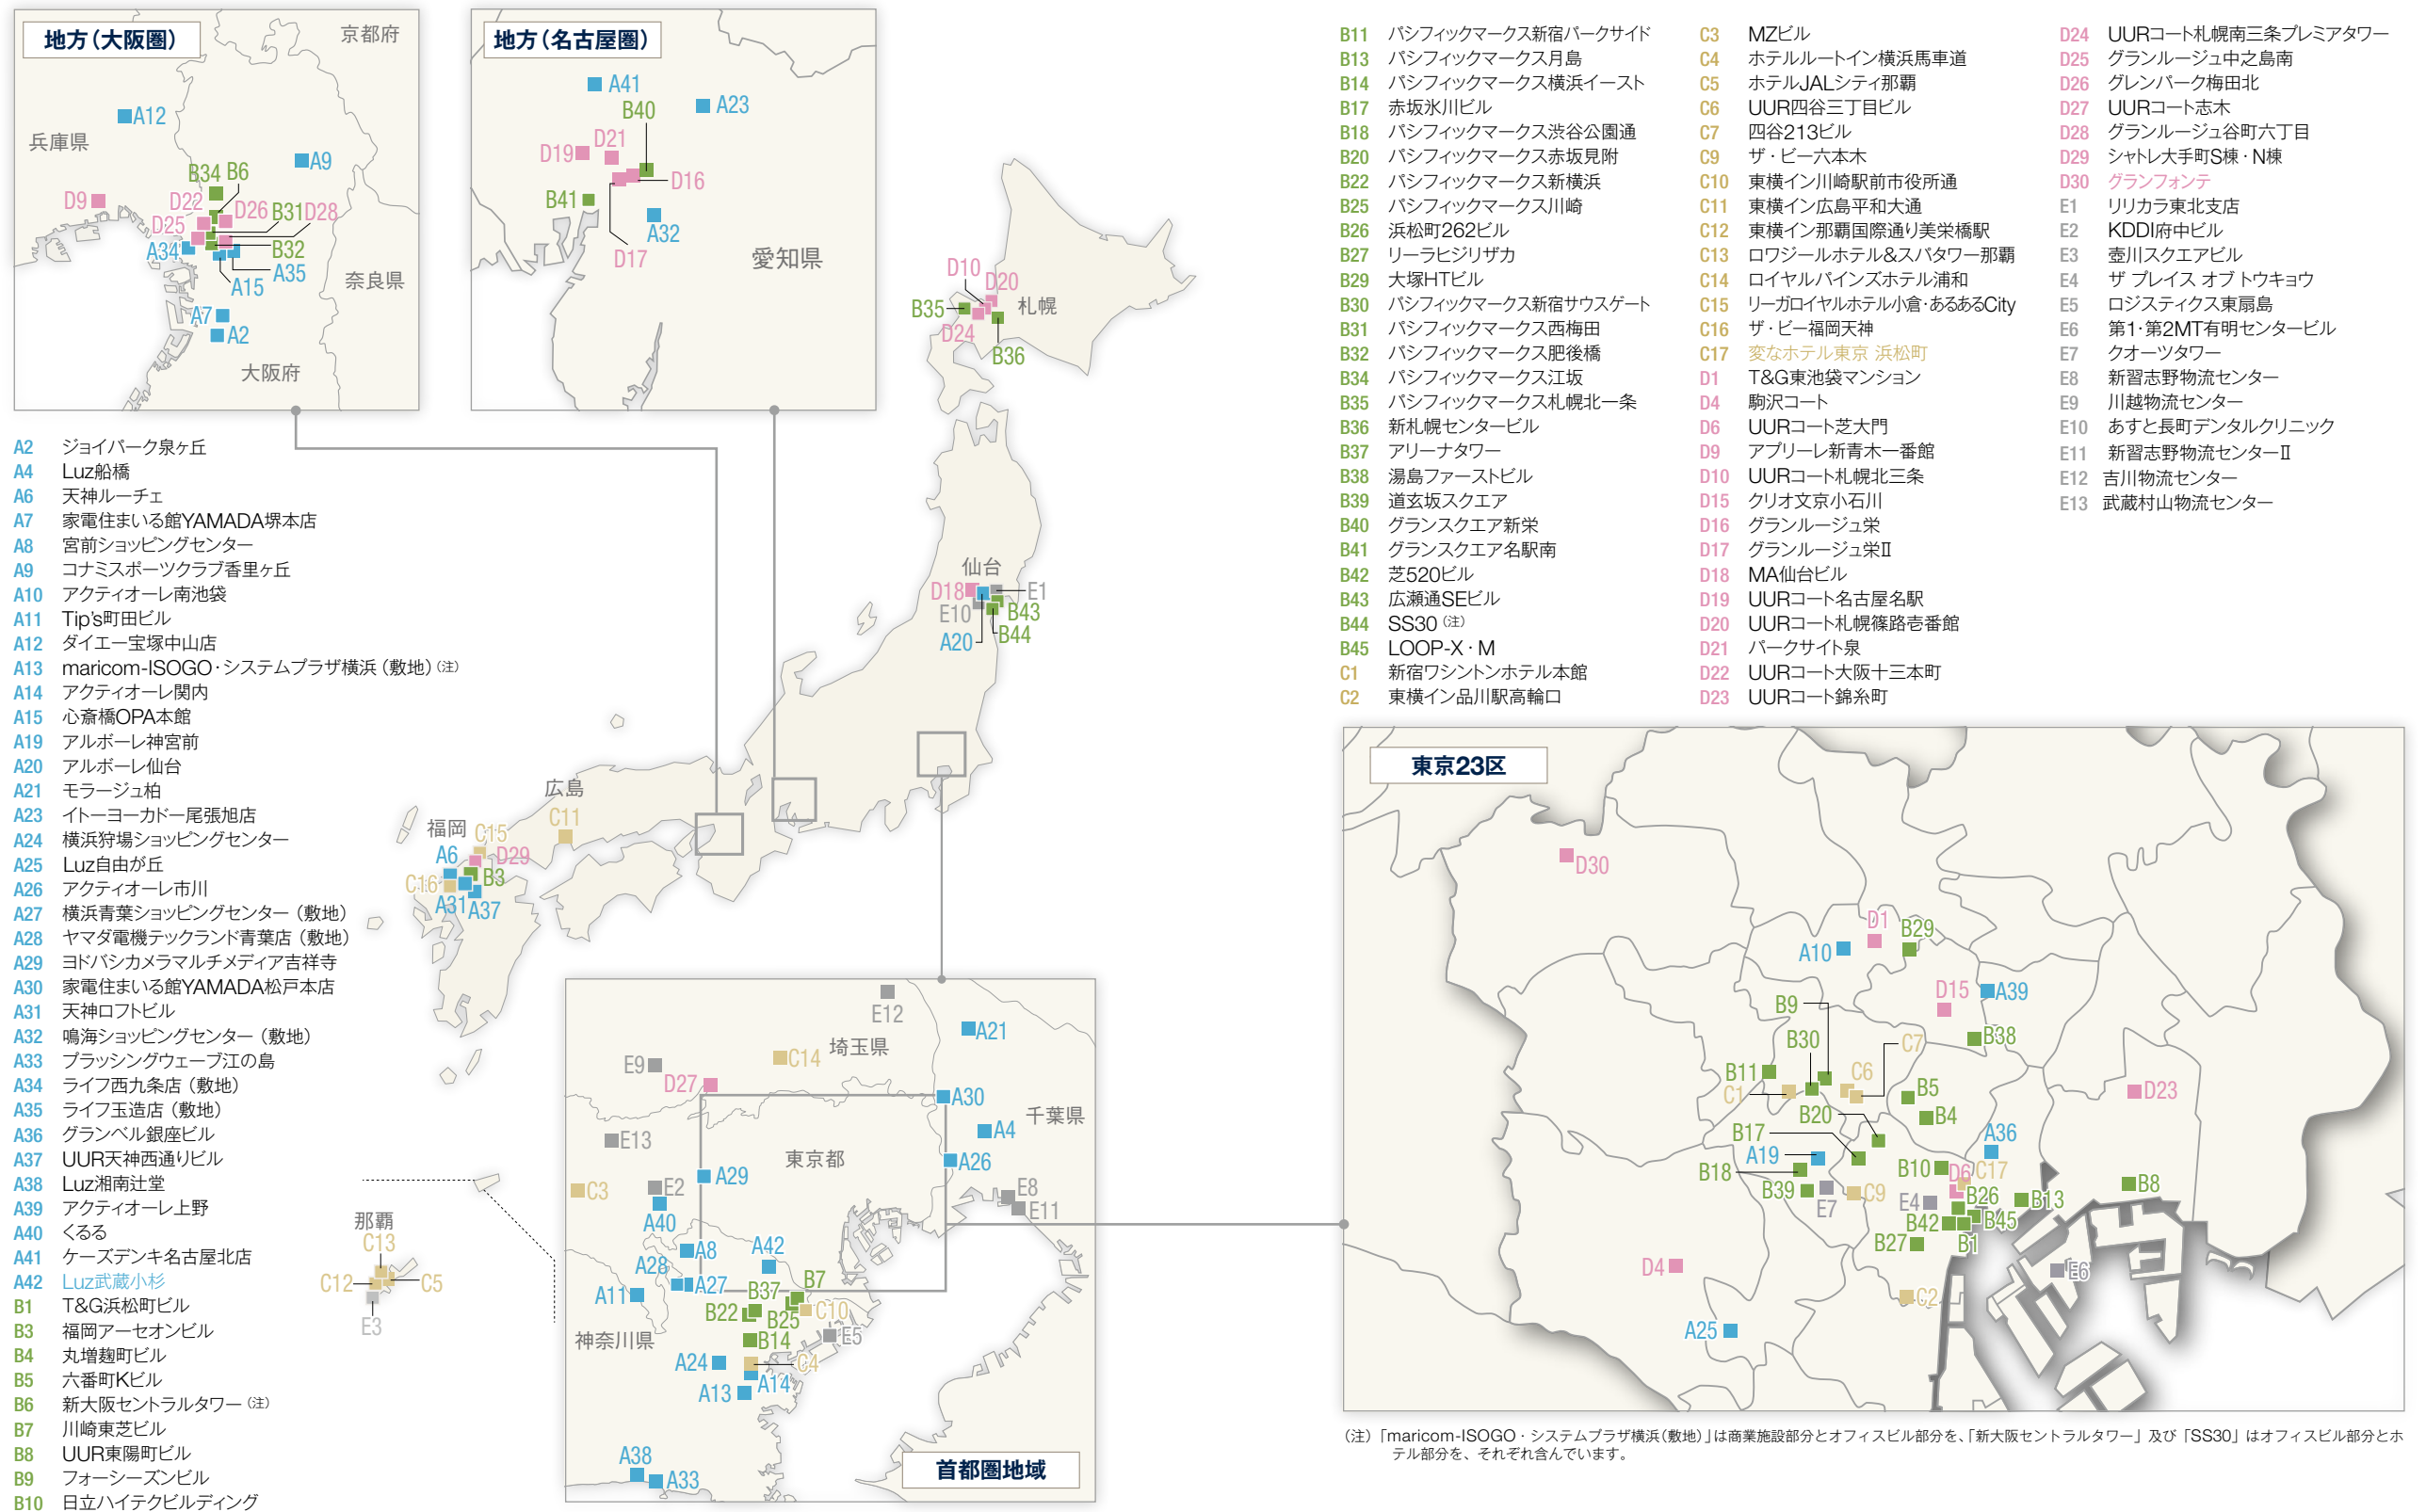 地方（大阪圏）
京都府
A12
兵庫県
A9
B34
B6
D9
D22
D26
B31
D28
D25
A34
B32
A35
A15
奈良県
A7
A2
大阪府
地方（名古屋圏）
A41
A23
B40
D21
D19
D16
B41
A32
D17
愛知県
D10
D20
B35
札幌
D24
B36
仙台
D18
E1
E10
B43
B44
A20
広島
C11
福岡
C15
A6
D29
C16
B3
A31
A37
那覇
C13
C12
C5
E3
A2 ジョイパーク泉ヶ丘
A4 Luz船橋
A6 天神ルーチェ
A7 家電住まいる館YAMADA堺本店
A8 宮前ショッピングセンター
A9 コナミスポーツクラブ香里ヶ丘
A10 アクティオーレ南池袋
A11 Tip's町田ビル
A12 ダイエー宝塚中山店
A13 maricom-ISOGO・システムプラザ横浜（敷地）（注）
A14 アクティオーレ関内
A15 心斎橋OPA本館
A19 アルボーレ神宮前
A20 アルボーレ仙台
A21 モラージュ柏
A23 イトーヨーカドー尾張旭店
A24 横浜狩場ショッピングセンター
A25 Luz自由が丘
A26 アクティオーレ市川
A27 横浜青葉ショッピングセンター（敷地）
A28 ヤマダ電機テックランド青葉店（敷地）
A29 ヨドバシカメラマルチメディア吉祥寺
A30 家電住まいる館YAMADA松戸本店
A31 天神ロフトビル
A32 鳴海ショッピングセンター（敷地）
A33 プラッシングウェーブ江の島
A34 ライフ西九条店（敷地）
A35 ライフ玉造店（敷地）
A36 グランベル銀座ビル
A37 UUR天神西通りビル
A38 Luz湘南辻堂
A39 アクティオーレ上野
A40 くるる
A41 ケーズデンキ名古屋北店
A42 Luz武蔵小杉
B1 T&G浜松町ビル
B3 福岡アーセオンビル
B4 丸増麹町ビル
B5 六番町Kビル
B6 新大阪セントラルタワー（注）
B7 川崎東芝ビル
B8 UUR東陽町ビル
B9 フォーシーズンビル
B10 日立ハイテクビルディング
E12
A21
埼玉県
E9
C14
D27
A30
千葉県
E13
A4
東京都
A26
A29
C3
E2
E8
E11
A40
A8
A42
A28
A27
A11
B7
B37
B22
C10
B25
神奈川県
B14
E5
A24
C4
A14
A13
A38
A33
首都圏地域
B11 パシフィックマークス新宿パークサイド
B13 パシフィックマークス月島
B14 パシフィックマークス横浜イースト
B17 赤坂氷川ビル
B18 パシフィックマークス渋谷公園通
B20 パシフィックマークス赤坂見附
B22 パシフィックマークス新横浜
B25 パシフィックマークス川崎
B26 浜松町262ビル
B27 リーラヒジリザカ
B29 大塚HTビル
B30 パシフィックマークス新宿サウスゲート
B31 パシフィックマークス西梅田
B32 パシフィックマークス肥後橋
B34 パシフィックマークス江坂
B35 パシフィックマークス札幌北一条
B36 新札幌センタービル
B37 アリーナタワー
B38 湯島ファーストビル
B39 道玄坂スクエア
B40 グランスクエア新栄
B41 グランスクエア名駅南
B42 芝520ビル
B43 広瀬通SEビル
B44 SS30（注）
B45 LOOP-X・M
C1 新宿ワシントンホテル本館
C2 東横イン品川駅高輪口
C3 MZビル
C4 ホテルルートイン横浜馬車道
C5 ホテルJALシティ那覇
C6 UUR四谷三丁目ビル
C7 四谷213ビル
C9 ザ・ビー六本木
C10 東横イン川崎駅前市役所通
C11 東横イン広島平和大通
C12 東横イン那覇国際通り美栄橋駅
C13 ロワジールホテル&スパタワー那覇
C14 ロイヤルパインズホテル浦和
C15 リーガロイヤルホテル小倉・あるあるCity
C16 ザ・ビー福岡天神
C17 変なホテル東京 浜松町
D1 T&G東池袋マンション
D4 駒沢コート
D6 UURコート芝大門
D9 アプリーレ新青木一番館
D10 UURコート札幌北三条
D15 クリオ文京小石川
D16 グランルージュ栄
D17 グランルージュ栄II
D18 MA仙台ビル
D19 UURコート名古屋名駅
D20 UURコート札幌篠路壱番館
D21 パークサイト泉
D22 UURコート大阪十三本町
D23 UURコート錦糸町
D24 UURコート札幌南三条プレミアタワー
D25 グランルージュ中之島南
D26 グレンパーク梅田北
D27 UURコート志木
D28 グランルージュ谷町六丁目
D29 シャトレ大手町S棟・N棟
D30 グランフォンテ
E1 リリカラ東北支店
E2 KDDI府中ビル
E3 壺川スクエアビル
E4 ザ プレイス オブ トウキョウ
E5 ロジスティクス東扇島
E6 第1・第2MT有明センタービル
E7 クオーツタワー
E8 新習志野物流センター
E9 川越物流センター
E10 あすと長町デンタルクリニック
E11 新習志野物流センターII
E12 吉川物流センター
E13 武蔵村山物流センター
東京23区
D30
D1
B29
A10
D15
A39
B9
B30
B38
C7
B11
C6
C1
B5
D23
B20
B4
B17
A36
A19
B18
B10
D6
C17
B8
B39
E7
C9
E4
B26
B13
B42
B45
B27
B1
D4
E6
C2
A25
（注）「maricom-ISOGO・システムプラザ横浜（敷地）」は商業施設部分とオフィスビル部分を、「新大阪セントラルタワー」及び「SS30」はオフィスビル部分とホ
テル部分を、それぞれ含んでいます。